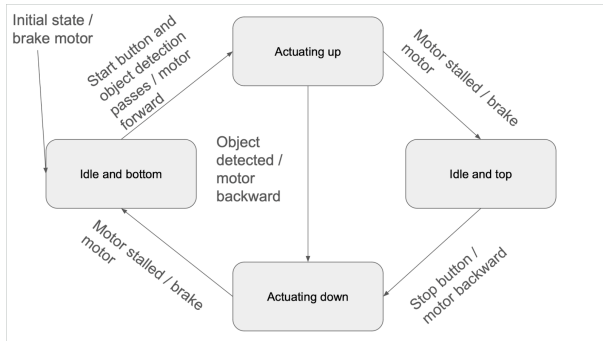 Initial state /
brake motor
Start button and
object detection
passes / motor
forward
Actuating up
Motor stalled / brake
motor
Idle and bottom
Object
detected /
motor
backward
Idle and top
Motor stalled / brake
motor
Actuating down
Stop button /
motor backward